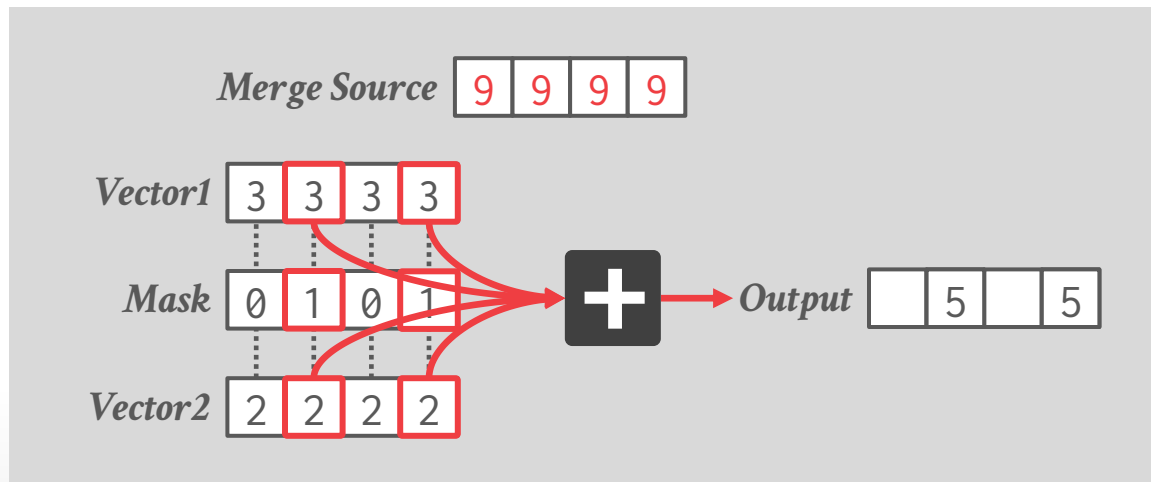 Merge Source 9 9 9 9
Vector1 3 3 3 3
Mask 0 1 0 1
+ Output 5 5
Vector2 2 2 2 2